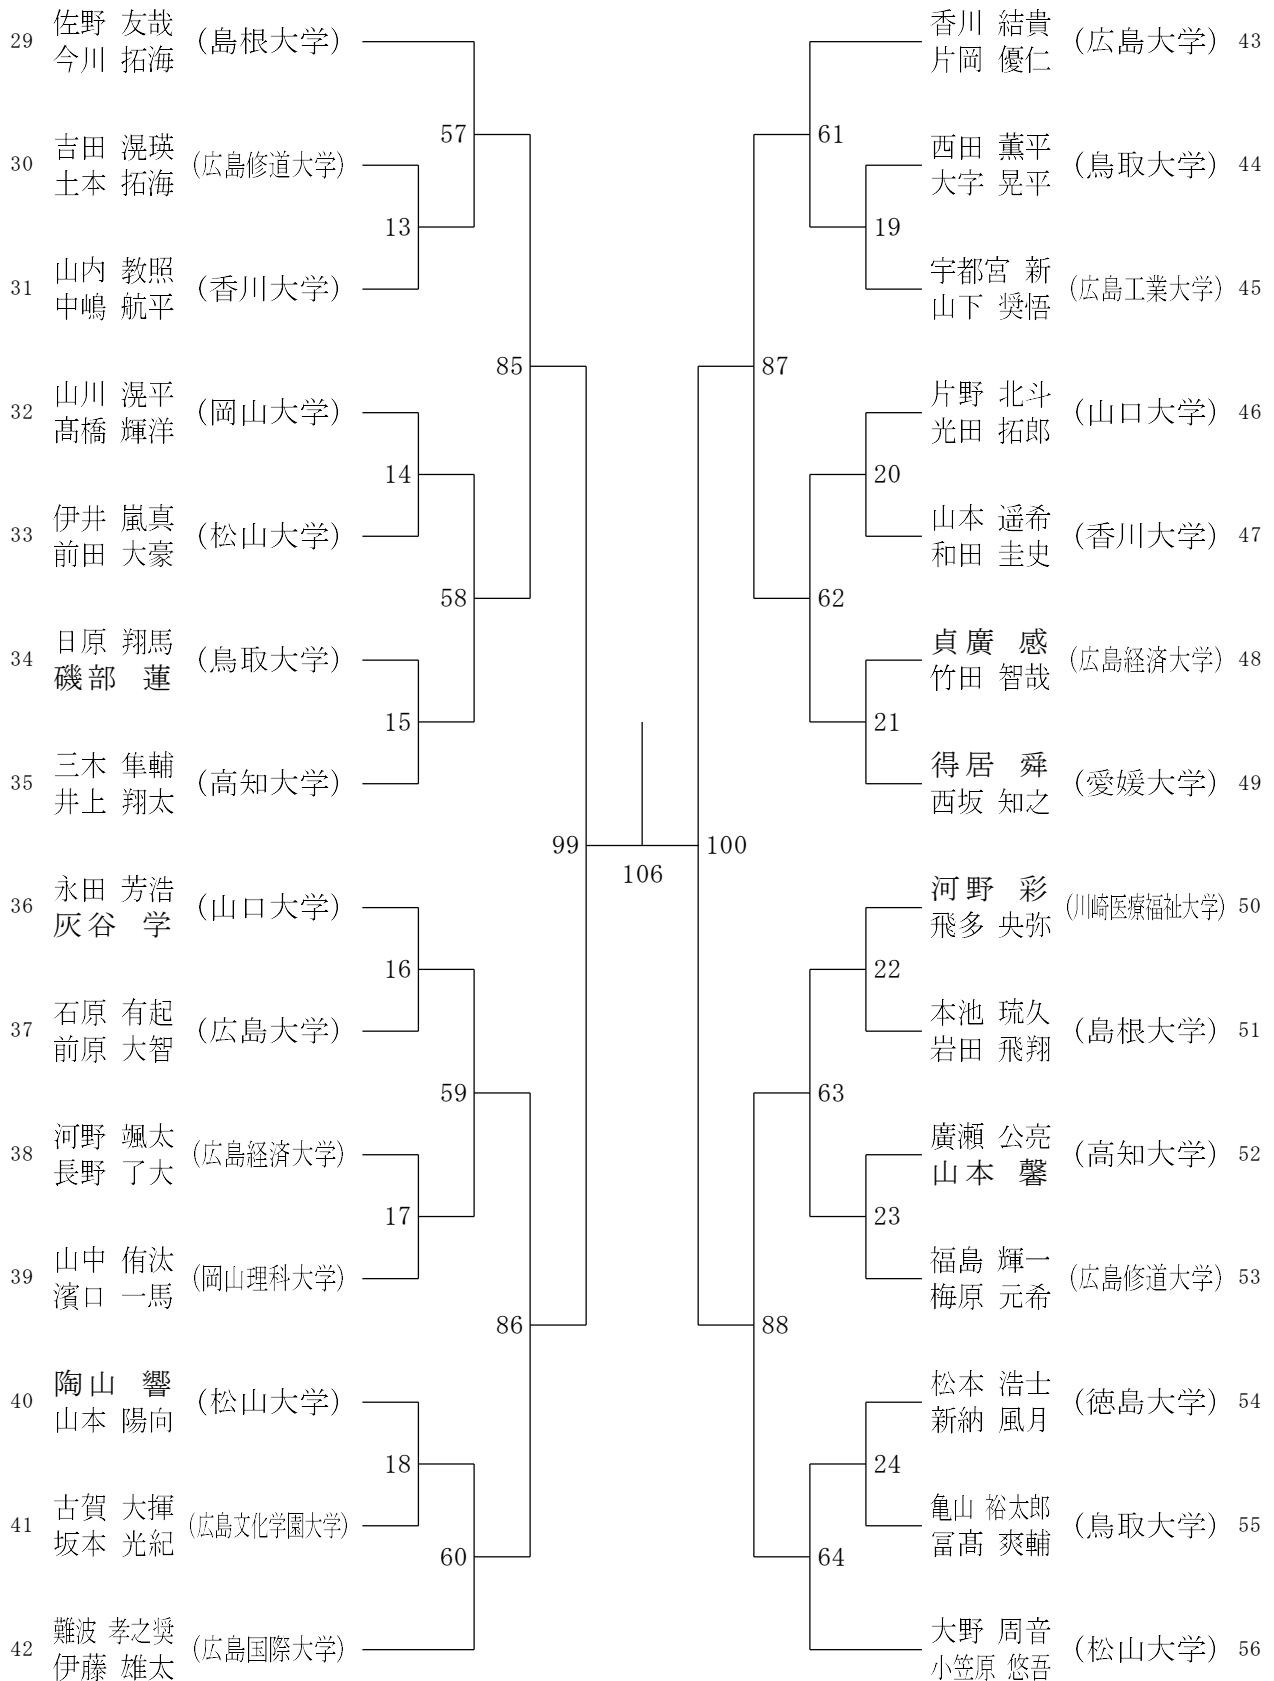 29 佐野 友哉 (島根大学)
今川 拓海
30 吉田 滉瑛 (広島修道大学)
土本 拓海
31 山内 教照 (香川大学)
中嶋 航平
32 山川 滉平 (岡山大学)
髙橋 輝洋
33 伊井 嵐真 (松山大学)
前田 大豪
34 日原 翔馬 (鳥取大学)
磯部 蓮
35 三木 隼輔 (高知大学)
井上 翔太
36 永田 芳浩 (山口大学)
灰谷 学
37 石原 有起 (広島大学)
前原 大智
38 河野 颯太 (広島経済大学)
長野 了大
39 山中 侑汰 (岡山理科大学)
濱口 一馬
40 陶山 響 (松山大学)
山本 陽向
41 古賀 大揮 (広島文化学園大学)
坂本 光紀
42 難波 孝之奨 (広島国際大学)
伊藤 雄太
57
13
85
14
58
15
99
16
59
17
86
18
60
106
61
19
87
20
62
21
100
22
63
23
88
24
64
香川 結貴 (広島大学) 43
片岡 優仁
西田 薫平 (鳥取大学) 44
大字 晃平
宇都宮 新 (広島工業大学) 45
山下 奨悟
片野 北斗 (山口大学) 46
光田 拓郎
山本 遥希 (香川大学) 47
和田 圭史
貞廣 感 (広島経済大学) 48
竹田 智哉
得居 舜 (愛媛大学) 49
西坂 知之
河野 彩 (川崎医療福祉大学) 50
飛多 央弥
本池 琉久 (島根大学) 51
岩田 飛翔
廣瀬 公亮 (高知大学) 52
山本 馨
福島 輝一 (広島修道大学) 53
梅原 元希
松本 浩士 (徳島大学) 54
新納 風月
亀山 裕太郎 (鳥取大学) 55
冨髙 爽輔
大野 周音 (松山大学) 56
小笠原 悠吾